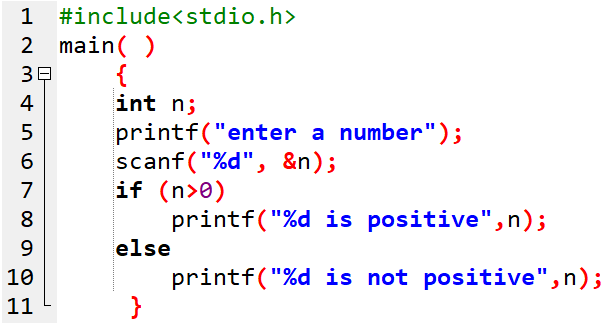 1 #include<stdio.h>
2 main( )
3 {
4 int n;
5 printf("enter a number");
6 scanf("%d", &n);
7 if (n>0)
8 printf("%d is positive",n);
9 else
10 printf("%d is not positive",n);
11 }